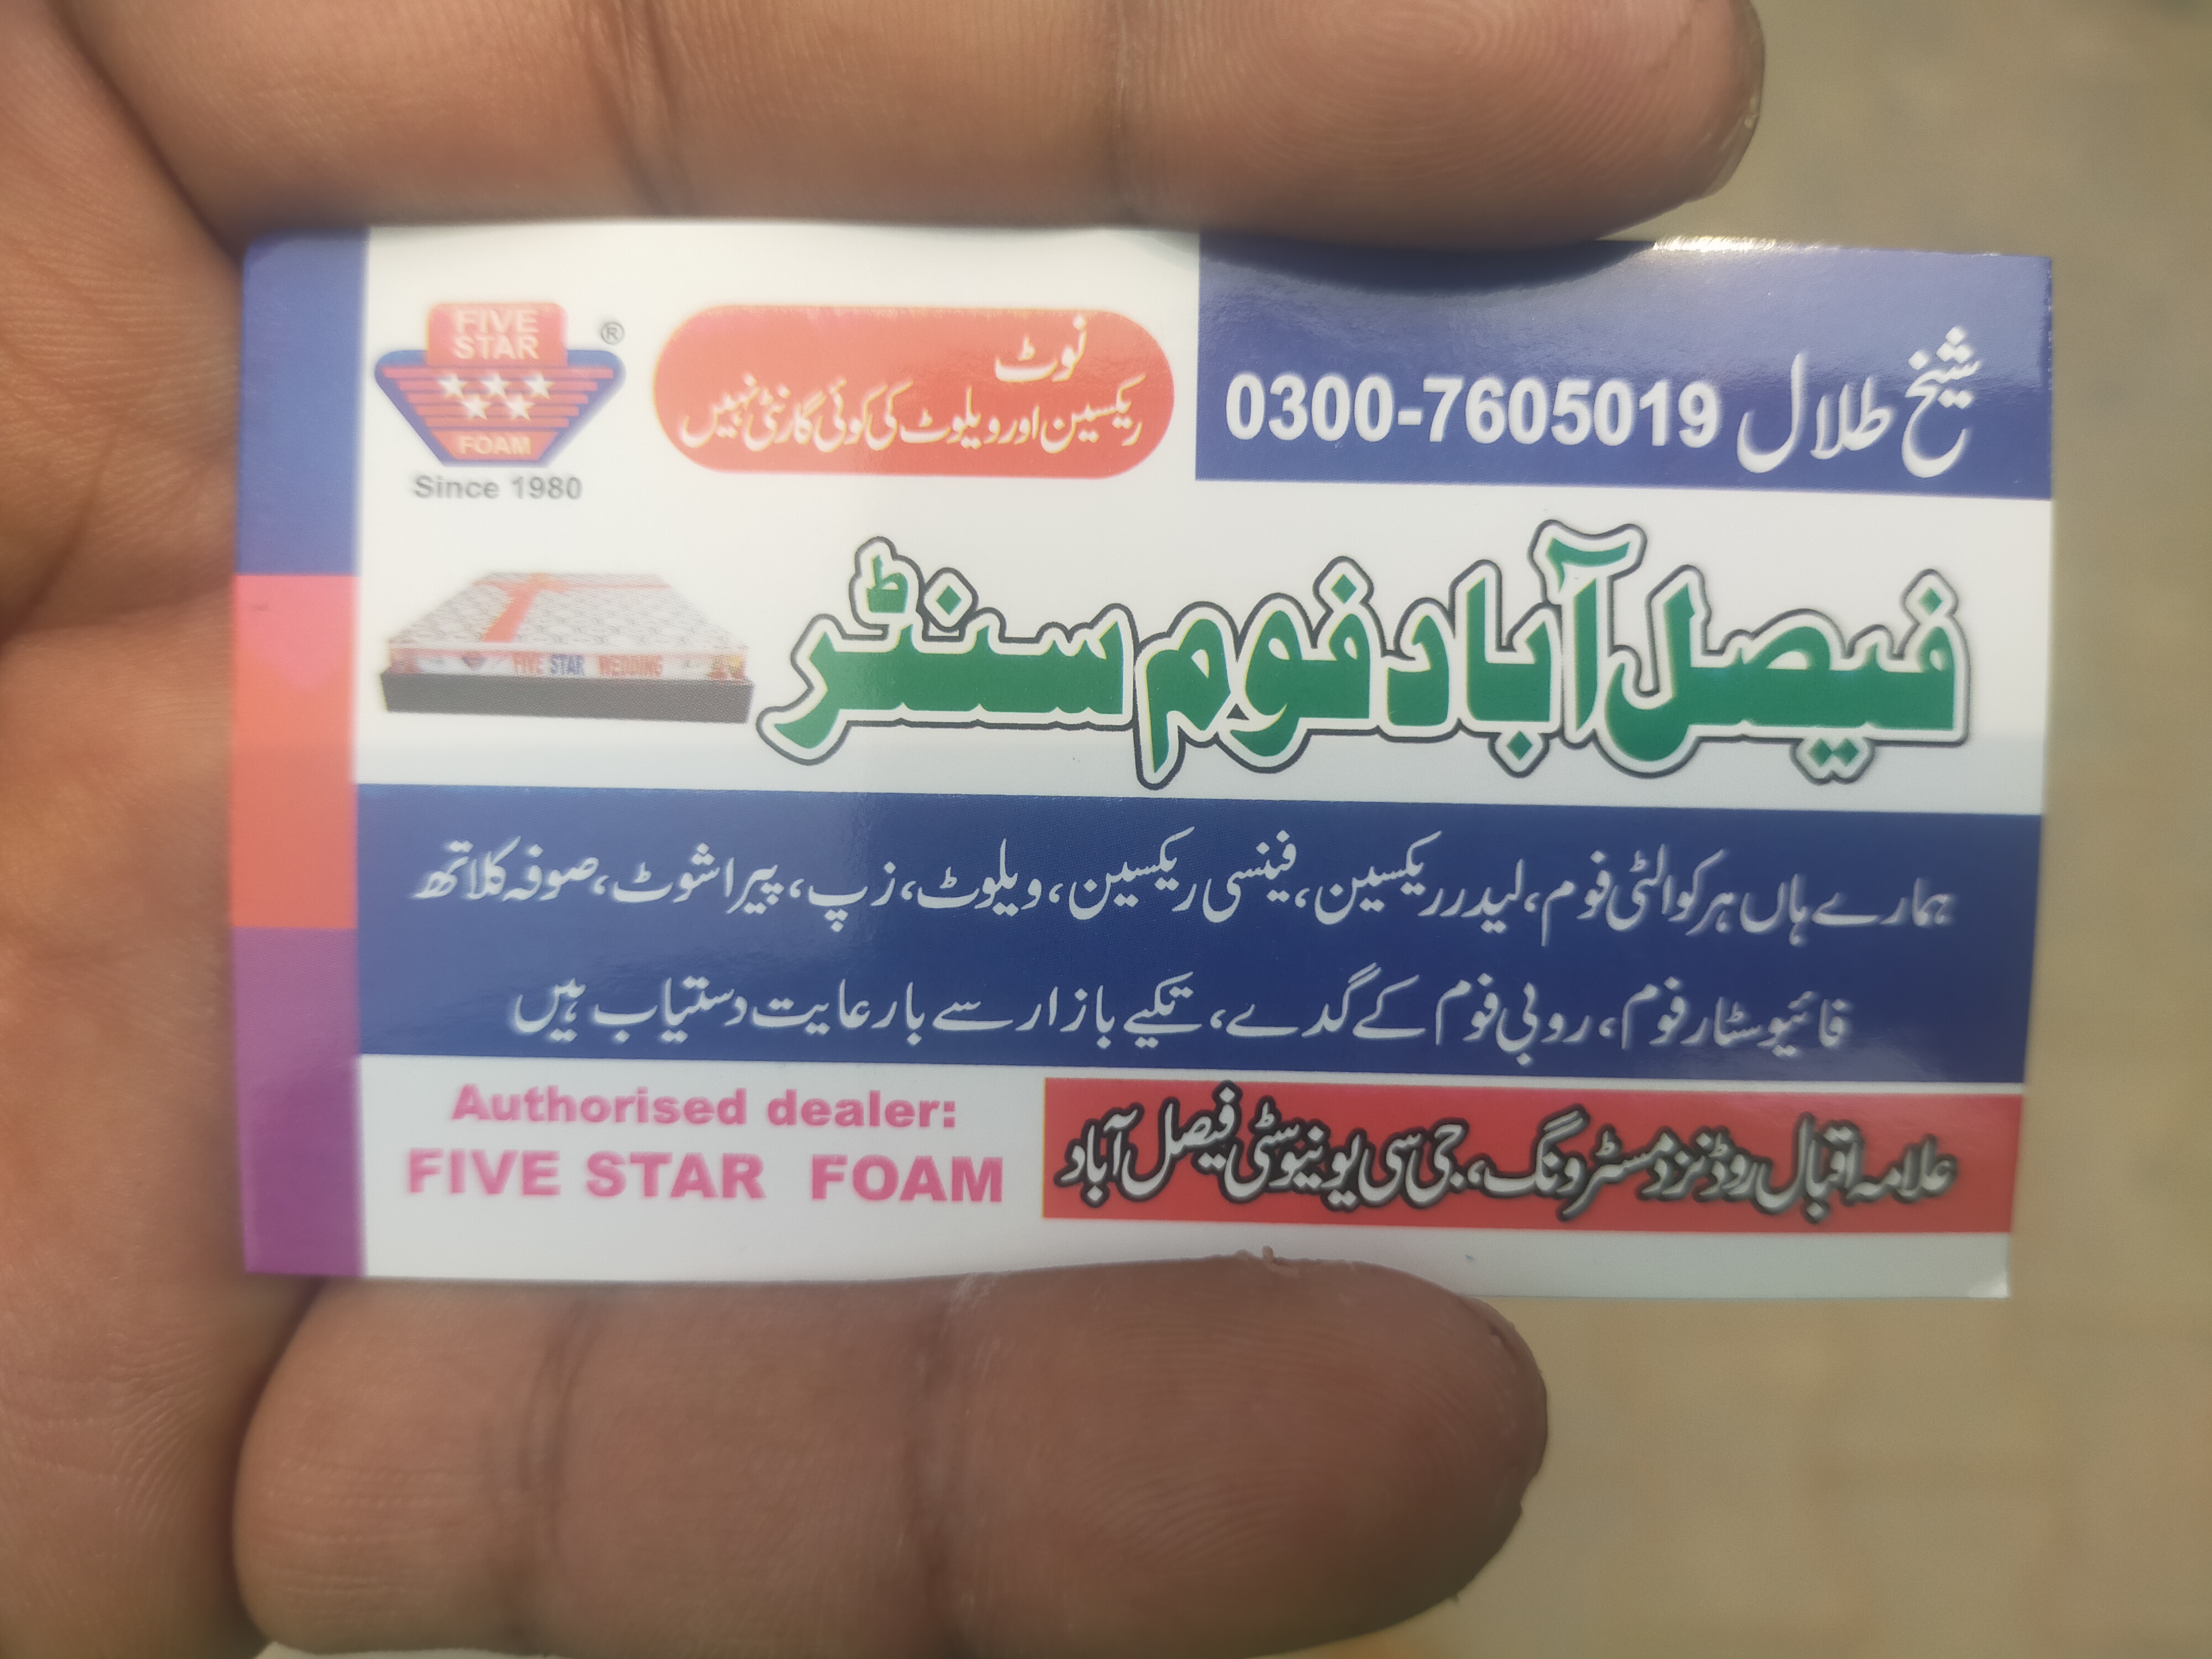 FIVE
STAR
®
FOAM
Since 1980
نوٹ
ریکسین اور ویلوٹ کی کوئی گارنٹی نہیں
شیخ طلال 0300-7605019
فیصل آباد فوم سنٹر
FIVE STAR WEDDING
ہمارے ہاں ہر کوالٹی فوم، لیدر ریکسین، فینسی ریکسین، ویلوٹ، زپ، پیراشوٹ، صوفہ کلاتھ
فائیو سٹار فوم، روبی فوم کے گدے، تکیے بازار سے بارعایت دستیاب ہیں
Authorised dealer:
FIVE STAR FOAM
علامہ اقبال روڈ نزد مسٹر ونگ، جی سی یونیوسٹی فیصل آباد